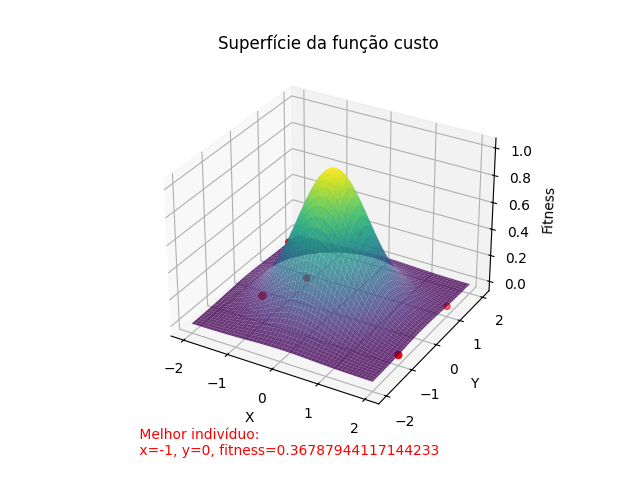 Superfície da função custo
1.0
0.8
0.6
0.4
0.2
0.0
Fitness
−2
−1
0
1
2
X
−2
−1
0
1
2
Y
Melhor indivíduo:
x=-1, y=0, fitness=0.36787944117144233